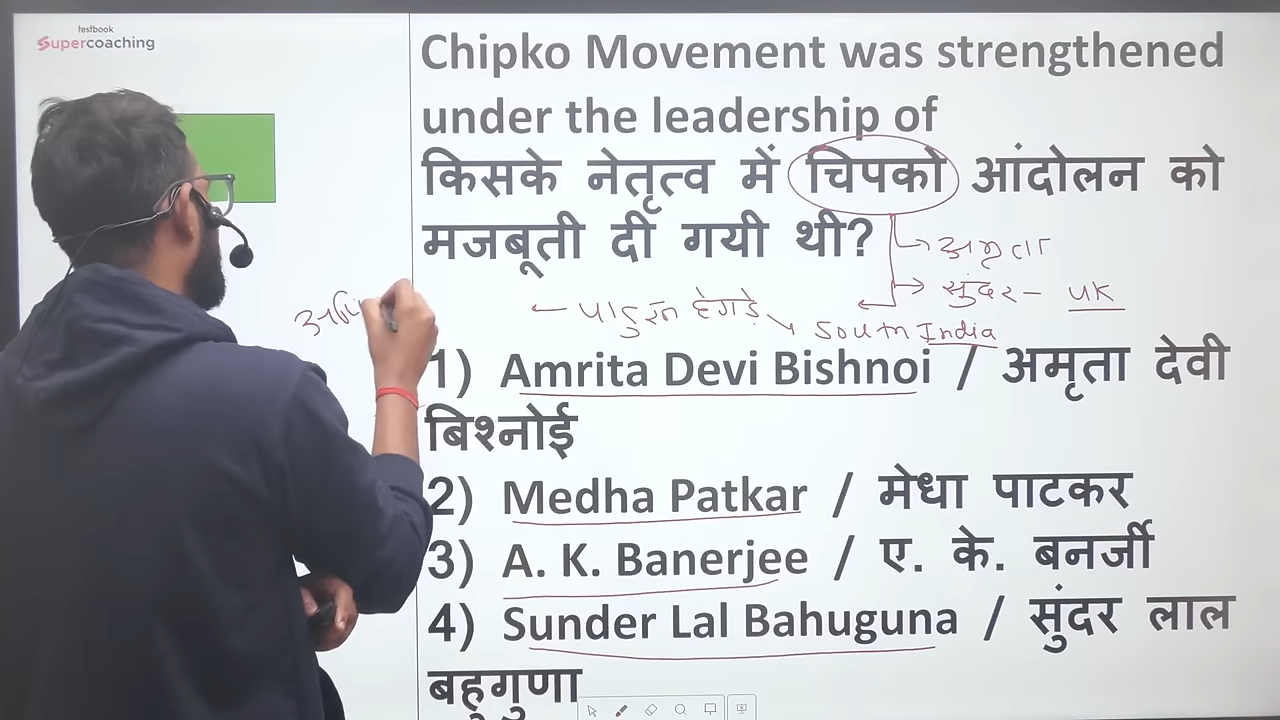 testbook
Supercoaching
Chipko Movement was strengthened
under the leadership of
किसके नेतृत्व में चिपको आंदोलन को
मजबूती दी गयी थी?
अमृता
सुंदर - UK
South India
1) Amrita Devi Bishnoi / अमृता देवी
बिश्नोई
2) Medha Patkar / मेधा पाटकर
3) A. K. Banerjee / ए. के. बनर्जी
4) Sunder Lal Bahuguna / सुंदर लाल
बहुगुणा